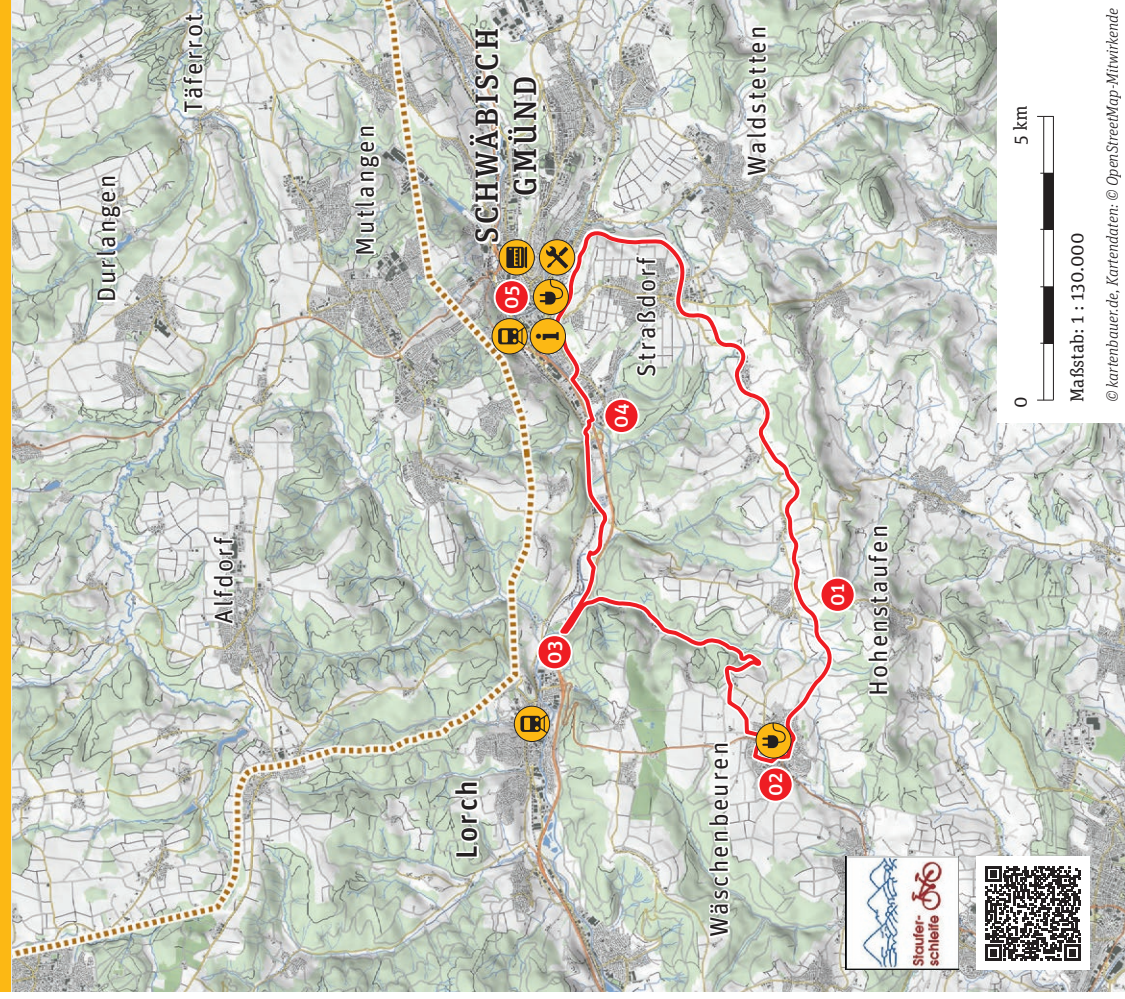 Täferrot
Durlangen
Mutlangen
SCHWÄBISCH
GMÜND
Waldstetten
Straßdorf
Alfdorf
Lorch
Wäschenbeuren
Hohenstaufen
01
02
03
04
05
i
Staufer-
schleife
0
5 km
Maßstab: 1 : 130.000
© kartenbauer.de, Kartendaten: © OpenStreetMap-Mitwirkende